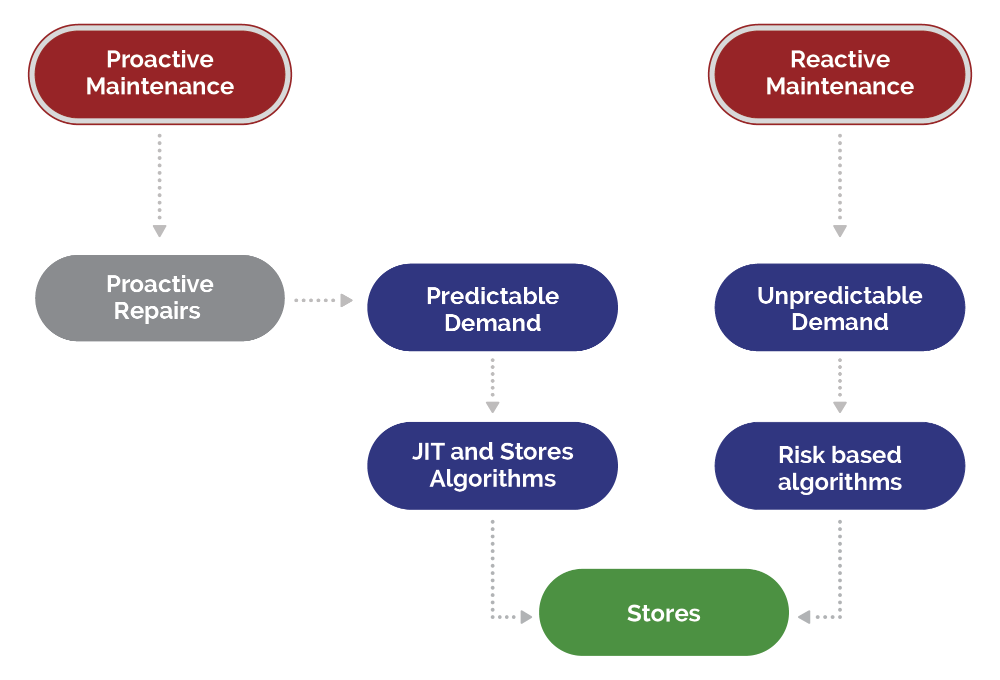 Proactive
Maintenance
Reactive
Maintenance
Proactive
Repairs
Predictable
Demand
Unpredictable
Demand
JIT and Stores
Algorithms
Risk based
algorithms
Stores